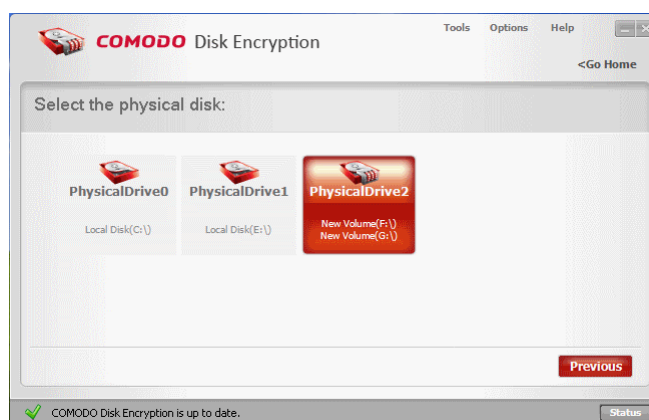 Tools Options Help
COMODO Disk Encryption
<Go Home
Select the physical disk:
PhysicalDrive0 PhysicalDrive1 PhysicalDrive2
Local Disk(C:\) Local Disk(E:\) New Volume(F:\)
New Volume(G:\)
Previous
COMODO Disk Encryption is up to date. Status